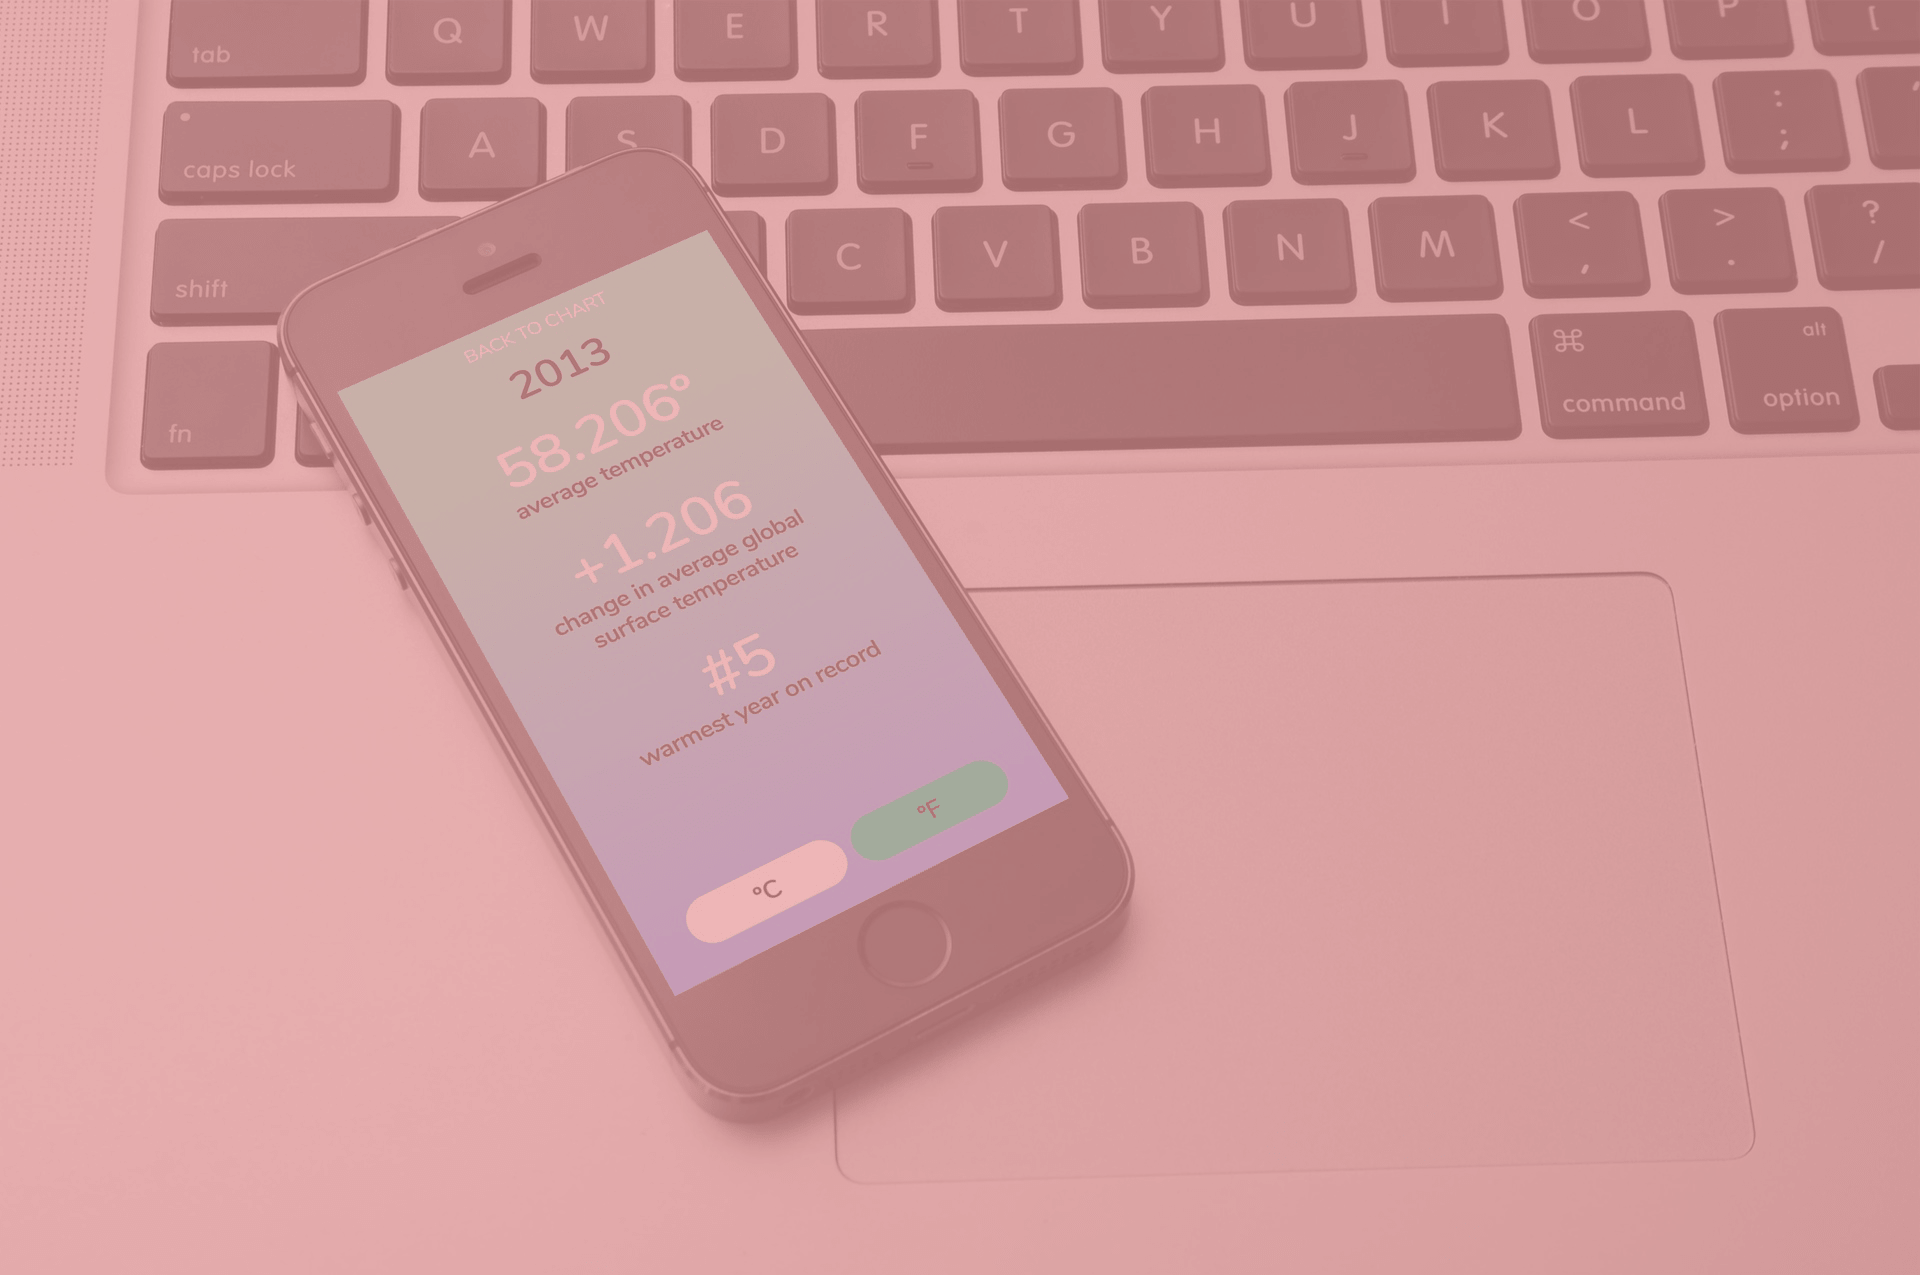 Q W E R T Y U I O P [
tab
A S D F G H J K L : ;
caps lock
C V B N M < , > . ? /
shift
fn
⌘ command
alt option
BACK TO CHART
2013
58.206°
average temperature
+1.206
change in average global
surface temperature
#5
warmest year on record
°C °F